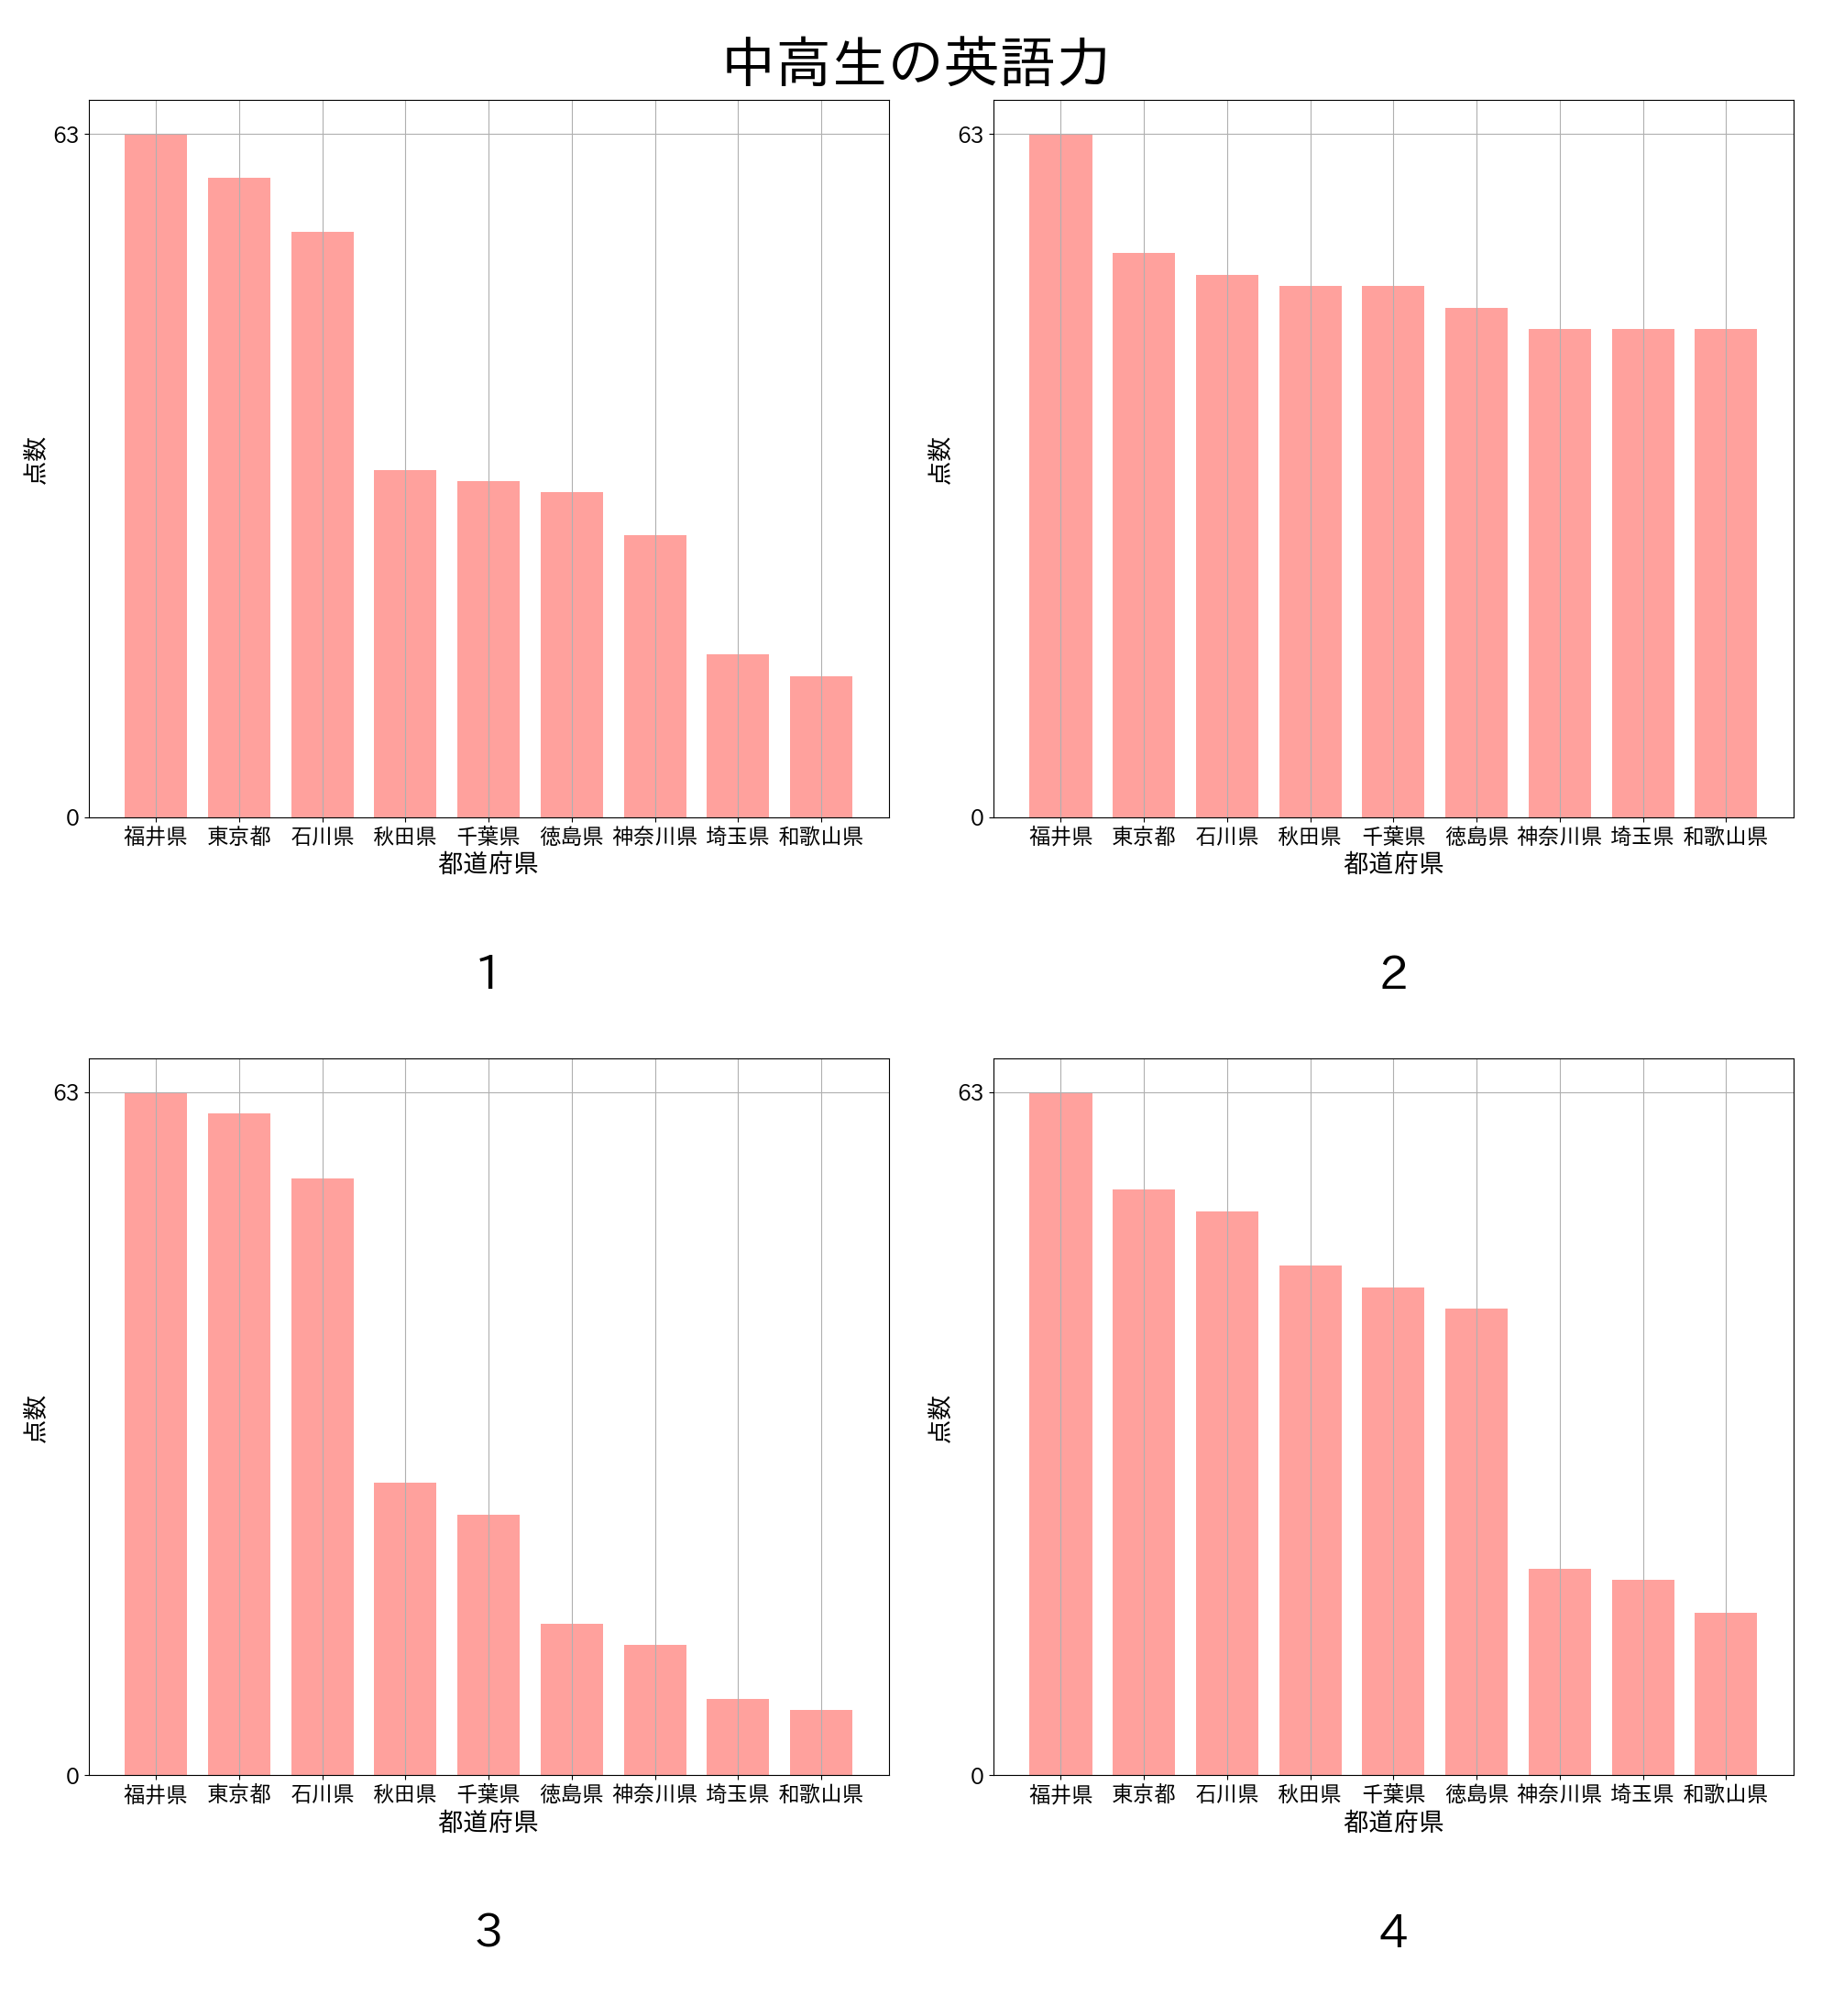 中高生の英語力
63
0
点数
福井県 東京都 石川県 秋田県 千葉県 徳島県 神奈川県 埼玉県 和歌山県
都道府県
1
63
0
点数
福井県 東京都 石川県 秋田県 千葉県 徳島県 神奈川県 埼玉県 和歌山県
都道府県
2
63
0
点数
福井県 東京都 石川県 秋田県 千葉県 徳島県 神奈川県 埼玉県 和歌山県
都道府県
3
63
0
点数
福井県 東京都 石川県 秋田県 千葉県 徳島県 神奈川県 埼玉県 和歌山県
都道府県
4